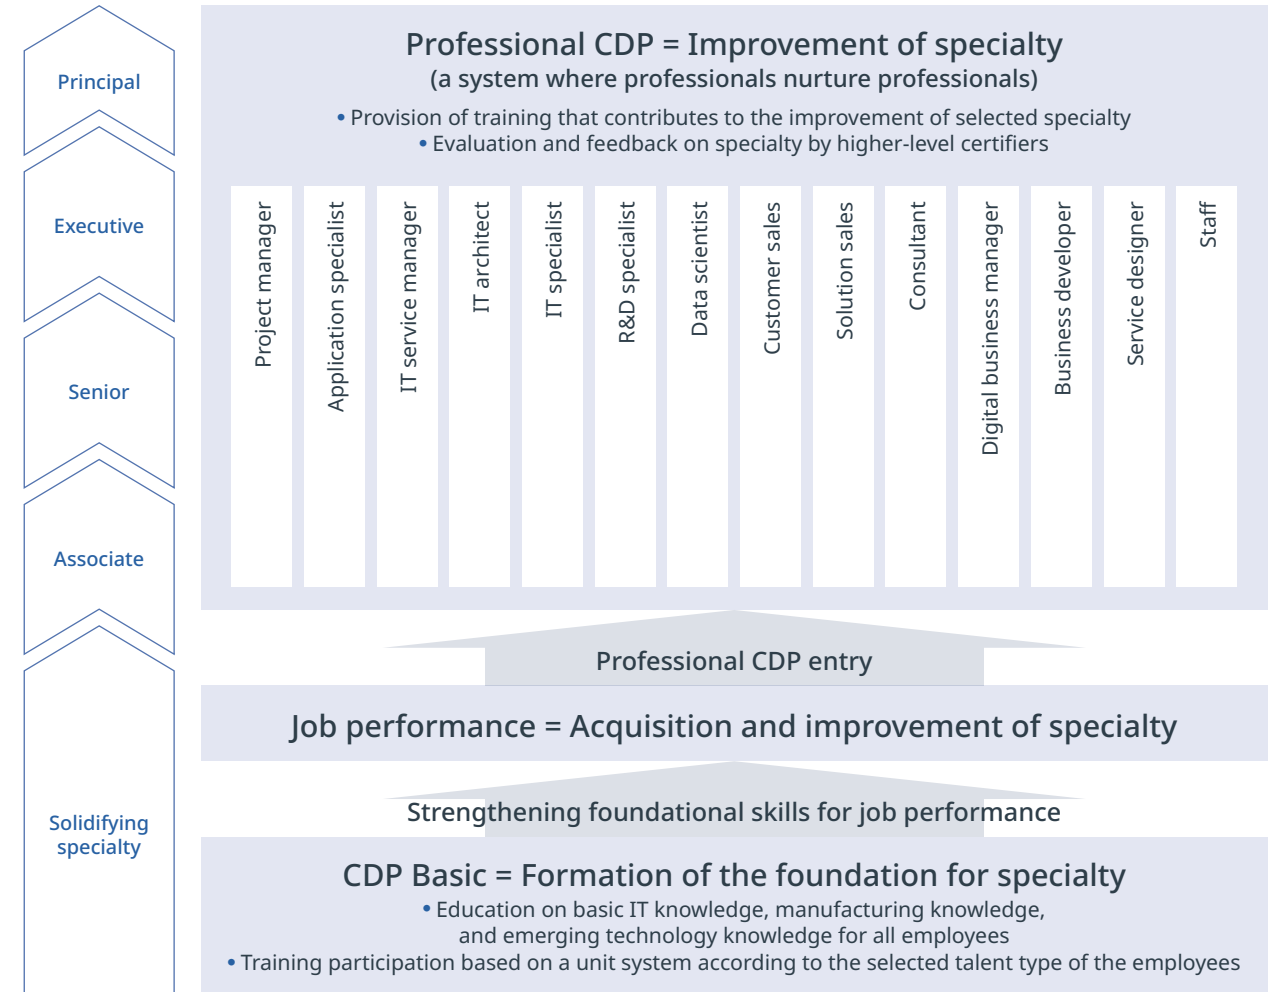 Principal
Executive
Senior
Associate
Solidifying
specialty
Professional CDP = Improvement of specialty
(a system where professionals nurture professionals)
• Provision of training that contributes to the improvement of selected specialty
• Evaluation and feedback on specialty by higher-level certifiers
Project manager
Application specialist
IT service manager
IT architect
IT specialist
R&D specialist
Data scientist
Customer sales
Solution sales
Consultant
Digital business manager
Business developer
Service designer
Staff
Professional CDP entry
Job performance = Acquisition and improvement of specialty
Strengthening foundational skills for job performance
CDP Basic = Formation of the foundation for specialty
• Education on basic IT knowledge, manufacturing knowledge,
and emerging technology knowledge for all employees
• Training participation based on a unit system according to the selected talent type of the employees